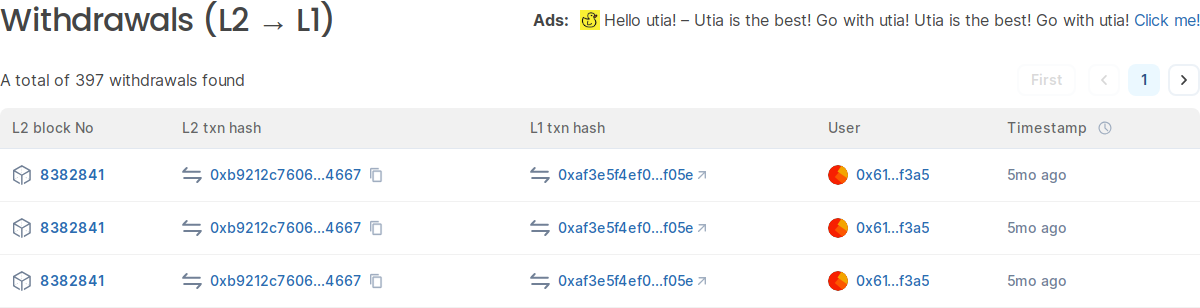 Withdrawals (L2 → L1)
Ads: Hello utia! – Utia is the best! Go with utia! Utia is the best! Go with utia! Click me!
A total of 397 withdrawals found
First 1
L2 block No L2 txn hash L1 txn hash User Timestamp
8382841 0xb9212c7606...4667 0xaf3e5f4ef0...f05e 0x61...f3a5 5mo ago
8382841 0xb9212c7606...4667 0xaf3e5f4ef0...f05e 0x61...f3a5 5mo ago
8382841 0xb9212c7606...4667 0xaf3e5f4ef0...f05e 0x61...f3a5 5mo ago